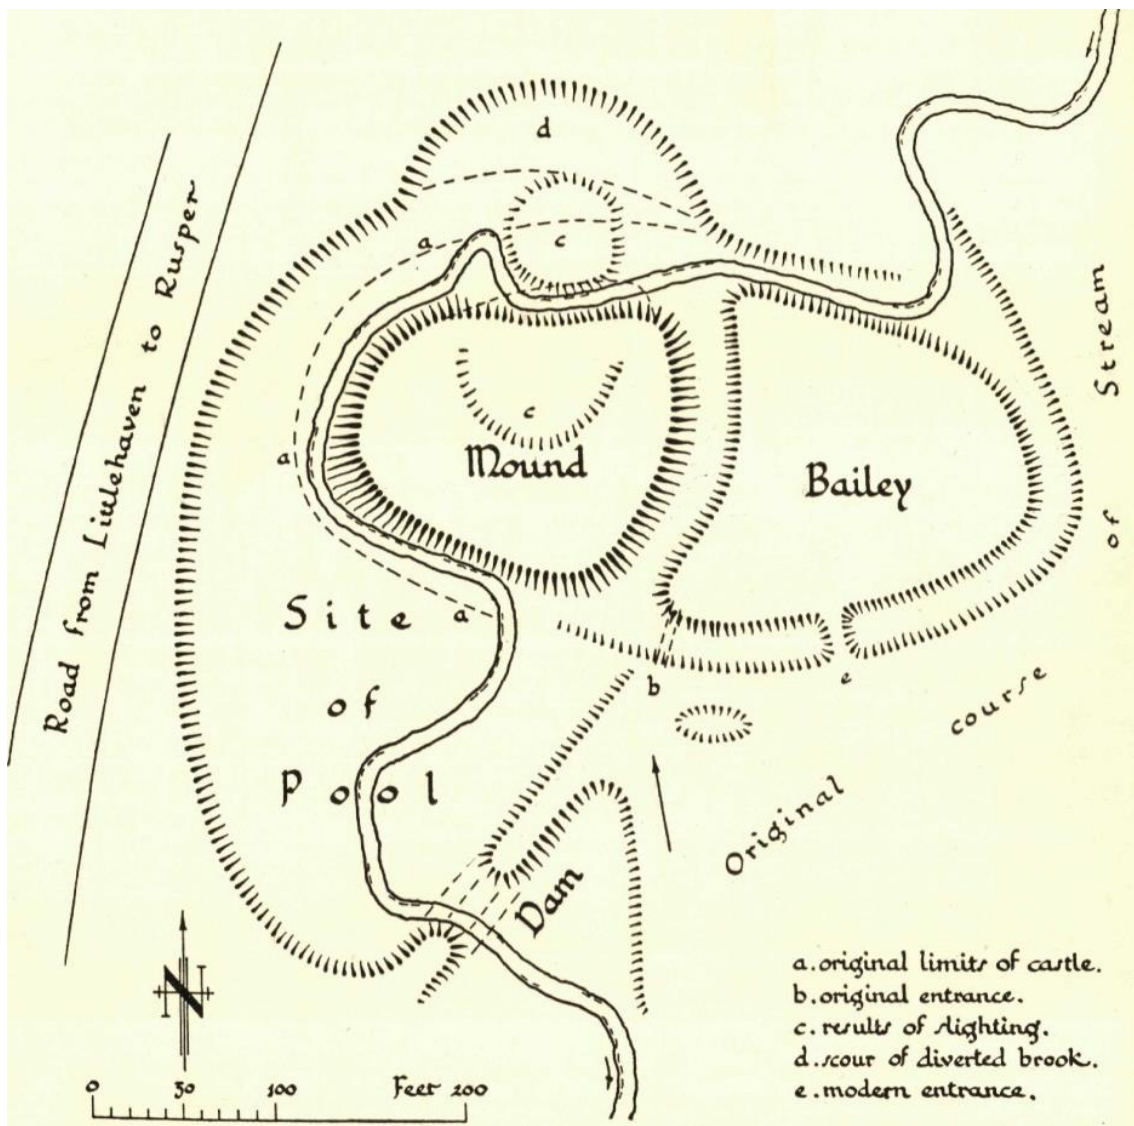 d
a
c
Road from Littlehaven to Rusper
c
a
Mound
Bailey
Original course of Stream
Site a
of
b
e
Pool
Dam
N
a. original limits of castle.
b. original entrance.
c. results of slighting.
d. scour of diverted brook.
e. modern entrance.
0 50 100 Feet 200